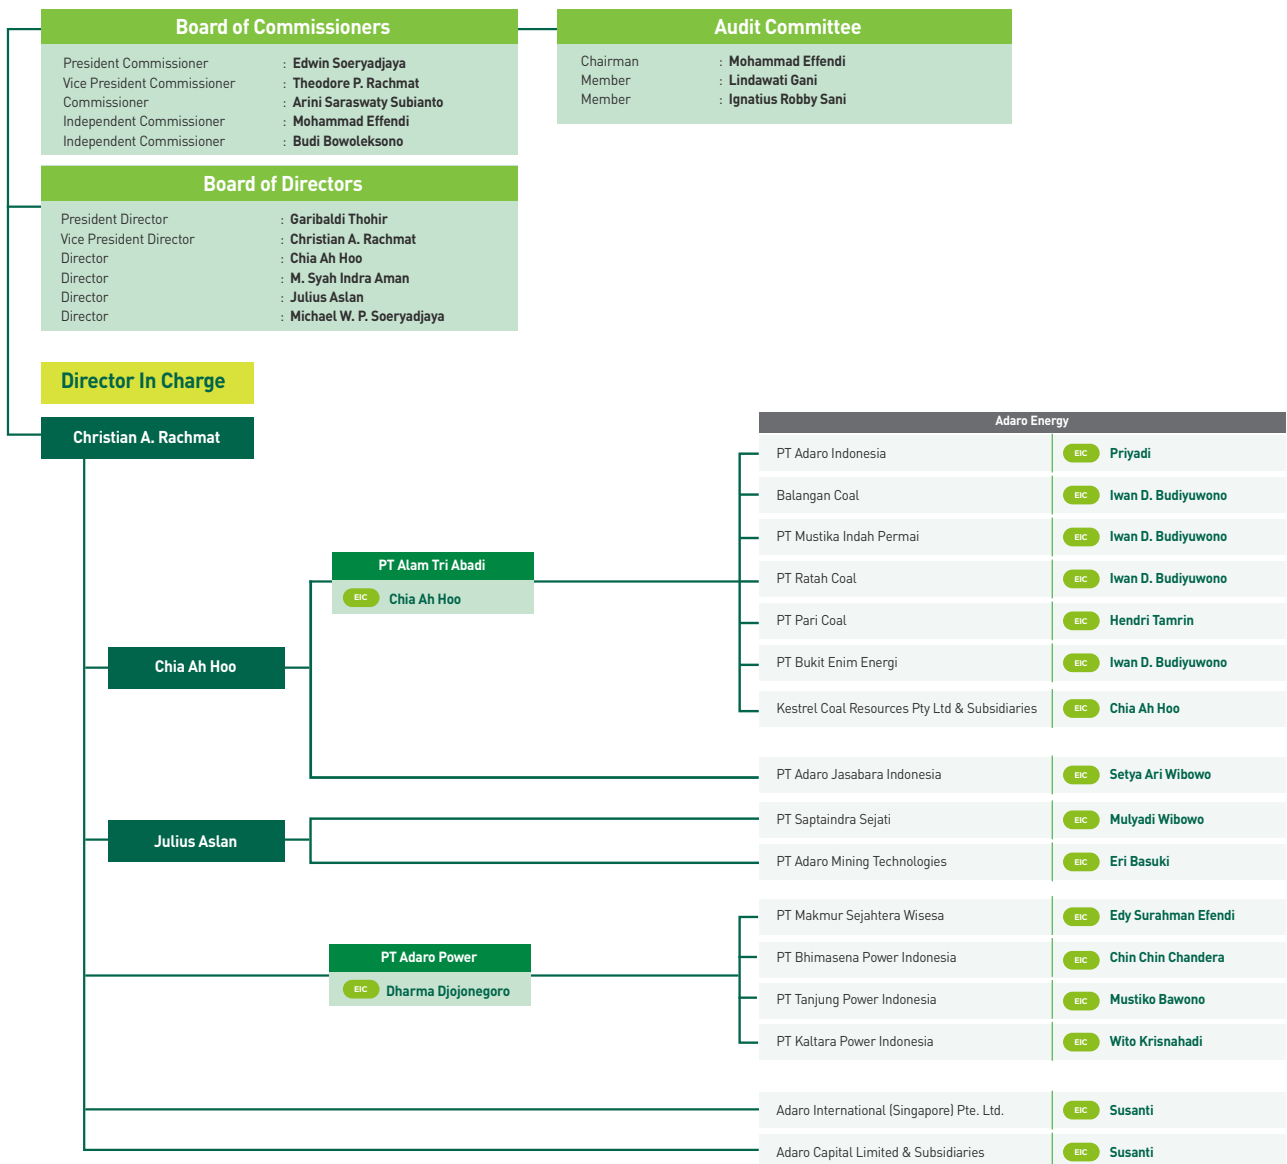 Board of Commissioners
President Commissioner : Edwin Soeryadjaya
Vice President Commissioner : Theodore P. Rachmat
Commissioner : Arini Saraswaty Subianto
Independent Commissioner : Mohammad Effendi
Independent Commissioner : Budi Bowoleksono
Audit Committee
Chairman : Mohammad Effendi
Member : Lindawati Gani
Member : Ignatius Robby Sani
Board of Directors
President Director : Garibaldi Thohir
Vice President Director : Christian A. Rachmat
Director : Chia Ah Hoo
Director : M. Syah Indra Aman
Director : Julius Aslan
Director : Michael W. P. Soeryadjaya
Director In Charge
Christian A. Rachmat
Chia Ah Hoo
PT Alam Tri Abadi
EIC Chia Ah Hoo
Julius Aslan
PT Adaro Power
EIC Dharma Djojonegoro
Adaro Energy
PT Adaro Indonesia EIC Priyadi
Balangan Coal EIC Iwan D. Budiyuwono
PT Mustika Indah Permai EIC Iwan D. Budiyuwono
PT Ratah Coal EIC Iwan D. Budiyuwono
PT Pari Coal EIC Hendri Tamrin
PT Bukit Enim Energi EIC Iwan D. Budiyuwono
Kestrel Coal Resources Pty Ltd & Subsidiaries EIC Chia Ah Hoo
PT Adaro Jasabara Indonesia EIC Setya Ari Wibowo
PT Saptaindra Sejati EIC Mulyadi Wibowo
PT Adaro Mining Technologies EIC Eri Basuki
PT Makmur Sejahtera Wisesa EIC Edy Surahman Efendi
PT Bhimasena Power Indonesia EIC Chin Chin Chandera
PT Tanjung Power Indonesia EIC Mustiko Bawono
PT Kaltara Power Indonesia EIC Wito Krisnahadi
Adaro International (Singapore) Pte. Ltd. EIC Susanti
Adaro Capital Limited & Subsidiaries EIC Susanti